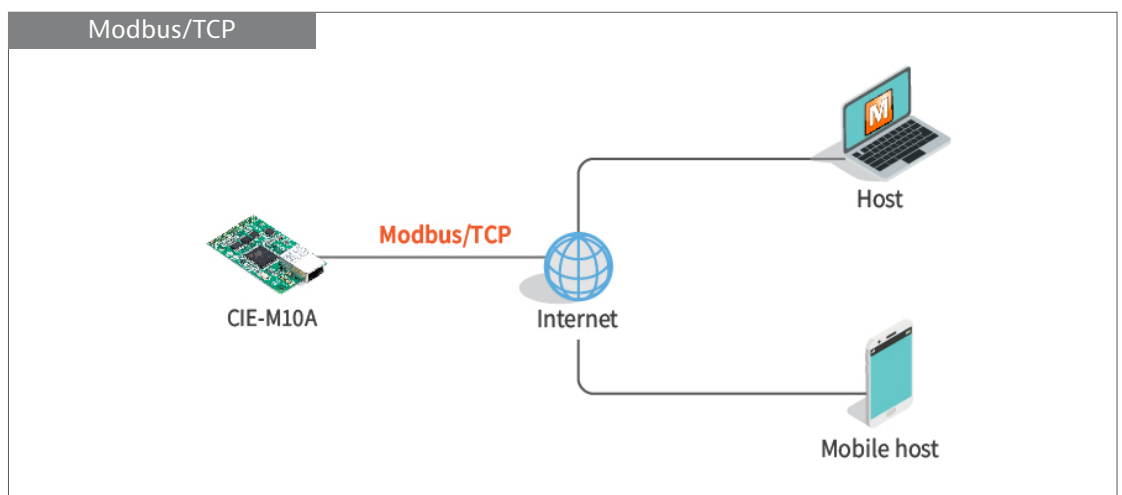 Modbus/TCP
M
Host
Modbus/TCP
CIE-M10A
Internet
Mobile host